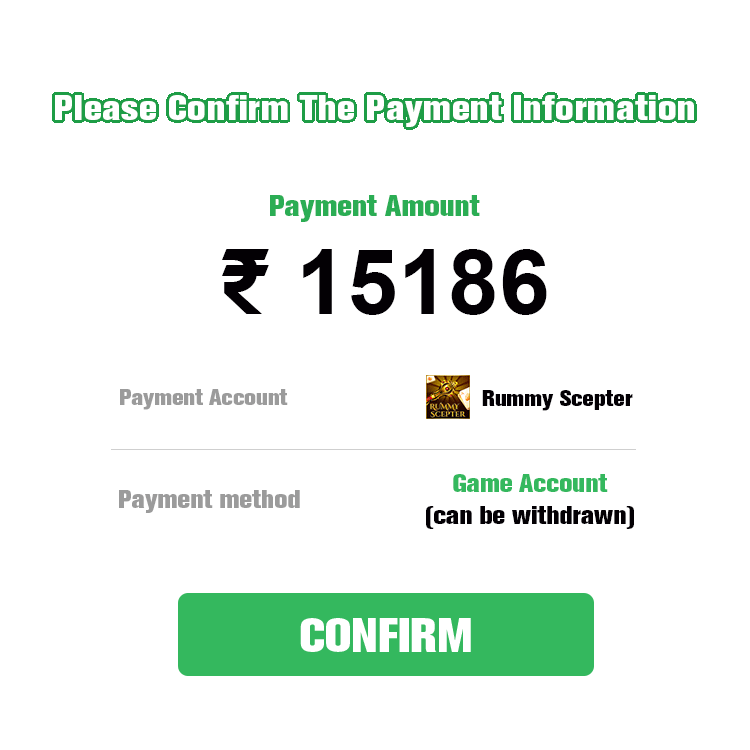 Please Confirm The Payment Information
Payment Amount
₹ 15186
Payment Account
RUMMY
SCEPTER
Rummy Scepter
Payment method
Game Account
(can be withdrawn)
CONFIRM